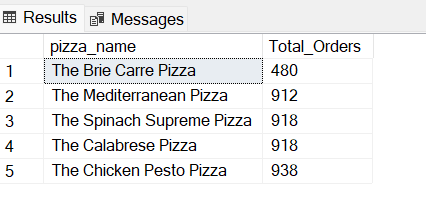 Results Messages
pizza_name Total_Orders
1 The Brie Carre Pizza 480
2 The Mediterranean Pizza 912
3 The Spinach Supreme Pizza 918
4 The Calabrese Pizza 918
5 The Chicken Pesto Pizza 938